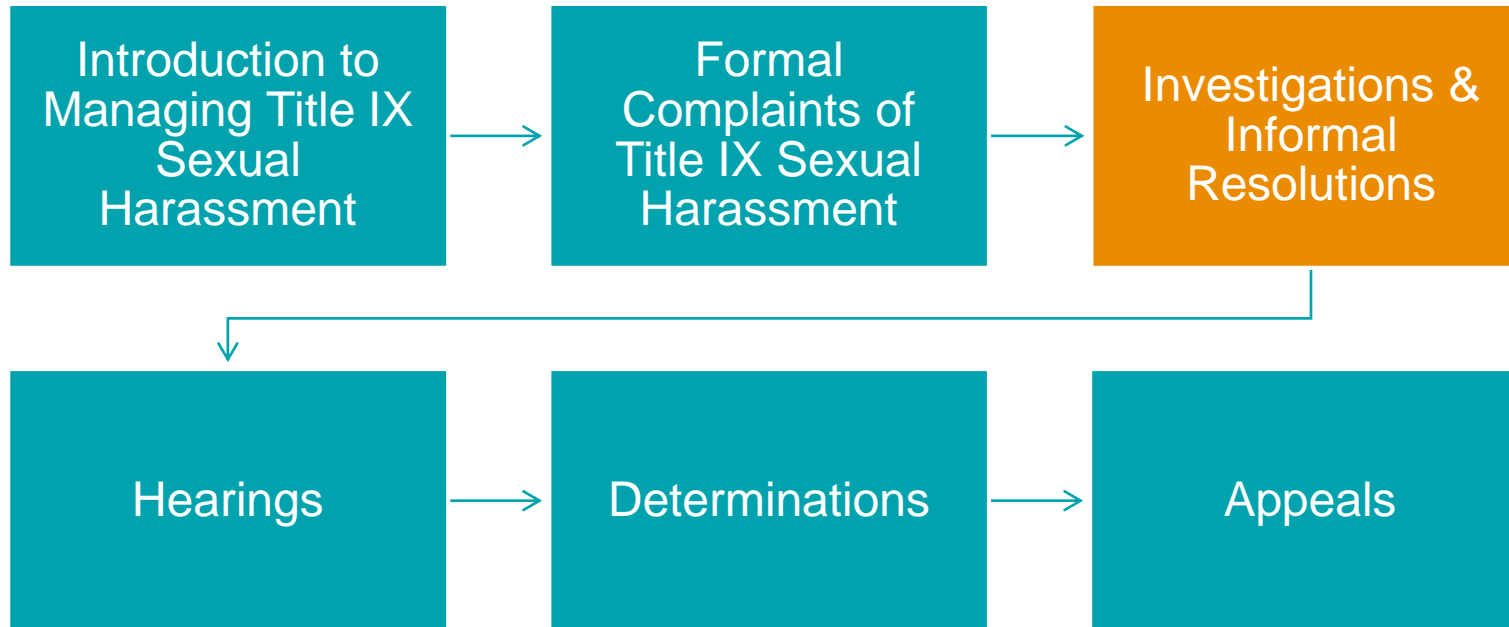 Introduction to
Managing Title IX
Sexual
Harassment
Formal
Complaints of
Title IX Sexual
Harassment
Investigations &
Informal
Resolutions
Hearings
Determinations
Appeals